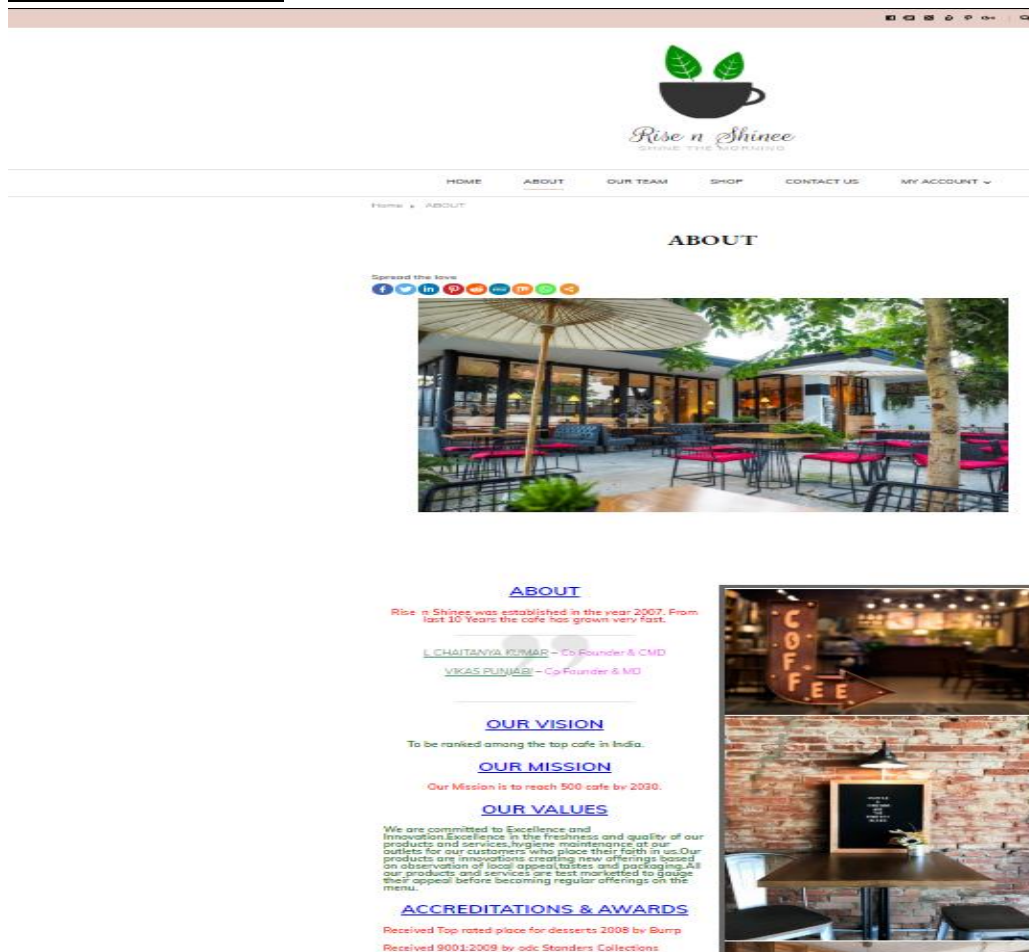 Rise n Shinee
SHINE THE MORNING
HOME ABOUT OUR TEAM SHOP CONTACT US MY ACCOUNT
Home ▸ ABOUT
ABOUT
Spread the love
ABOUT
Rise n Shinee was established in the year 2007. From
last 10 Years the cafe has grown very fast.
L CHAITANYA KUMAR – Co Founder & CMD
VIKAS PUNJABI – Co Founder & MD
OUR VISION
To be ranked among the top cafe in India.
OUR MISSION
Our Mission is to reach 500 cafe by 2030.
OUR VALUES
We are committed to Excellence and
Innovation.Excellence in the freshness and quality of our
products and services,hygiene maintenance at our
outlets for our customers who place their faith in us.Our
products are innovations creating new offerings based
on observation of local appeal,tastes and packaging.All
our products and services are test marketted to gauge
their appeal before becoming regular offerings on the
menu.
ACCREDITATIONS & AWARDS
Received Top rated place for desserts 2008 by Burrp
Received 9001:2009 by odc Standers Collections
COFFEE